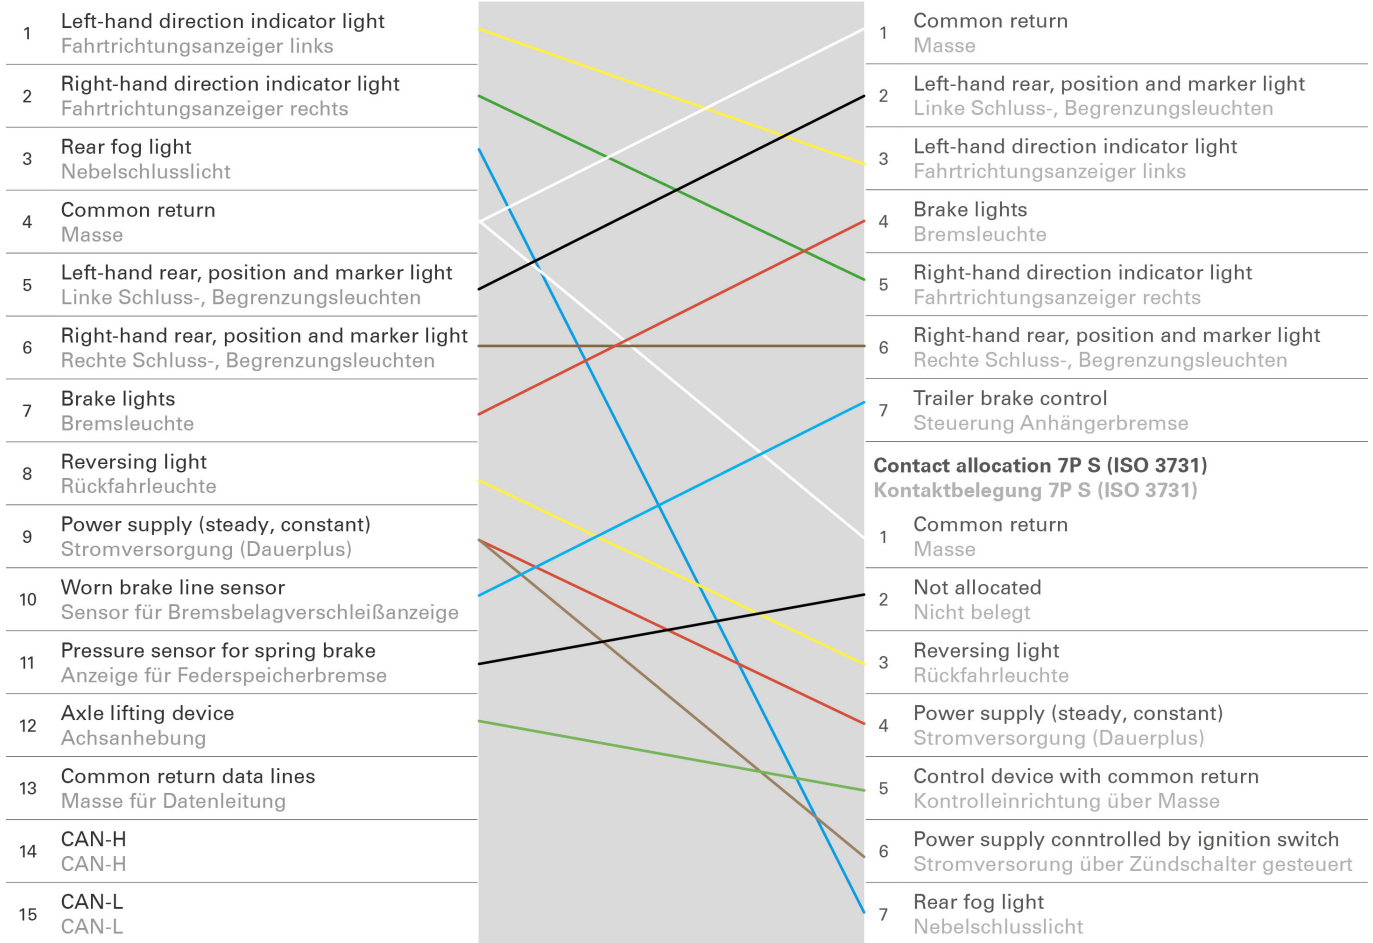 1 Left-hand direction indicator light
Fahrtrichtungsanzeiger links
2 Right-hand direction indicator light
Fahrtrichtungsanzeiger rechts
3 Rear fog light
Nebelschlusslicht
4 Common return
Masse
5 Left-hand rear, position and marker light
Linke Schluss-, Begrenzungsleuchten
6 Right-hand rear, position and marker light
Rechte Schluss-, Begrenzungsleuchten
7 Brake lights
Bremsleuchte
8 Reversing light
Rückfahrleuchte
9 Power supply (steady, constant)
Stromversorgung (Dauerplus)
10 Worn brake line sensor
Sensor für Bremsbelagverschleißanzeige
11 Pressure sensor for spring brake
Anzeige für Federspeicherbremse
12 Axle lifting device
Achsanhebung
13 Common return data lines
Masse für Datenleitung
14 CAN-H
CAN-H
15 CAN-L
CAN-L
1 Common return
Masse
2 Left-hand rear, position and marker light
Linke Schluss-, Begrenzungsleuchten
3 Left-hand direction indicator light
Fahrtrichtungsanzeiger links
4 Brake lights
Bremsleuchte
5 Right-hand direction indicator light
Fahrtrichtungsanzeiger rechts
6 Right-hand rear, position and marker light
Rechte Schluss-, Begrenzungsleuchten
7 Trailer brake control
Steuerung Anhängerbremse
Contact allocation 7P S (ISO 3731)
Kontaktbelegung 7P S (ISO 3731)
1 Common return
Masse
2 Not allocated
Nicht belegt
3 Reversing light
Rückfahrleuchte
4 Power supply (steady, constant)
Stromversorgung (Dauerplus)
5 Control device with common return
Kontrolleinrichtung über Masse
6 Power supply conntrolled by ignition switch
Stromversorung über Zündschalter gesteuert
7 Rear fog light
Nebelschlusslicht